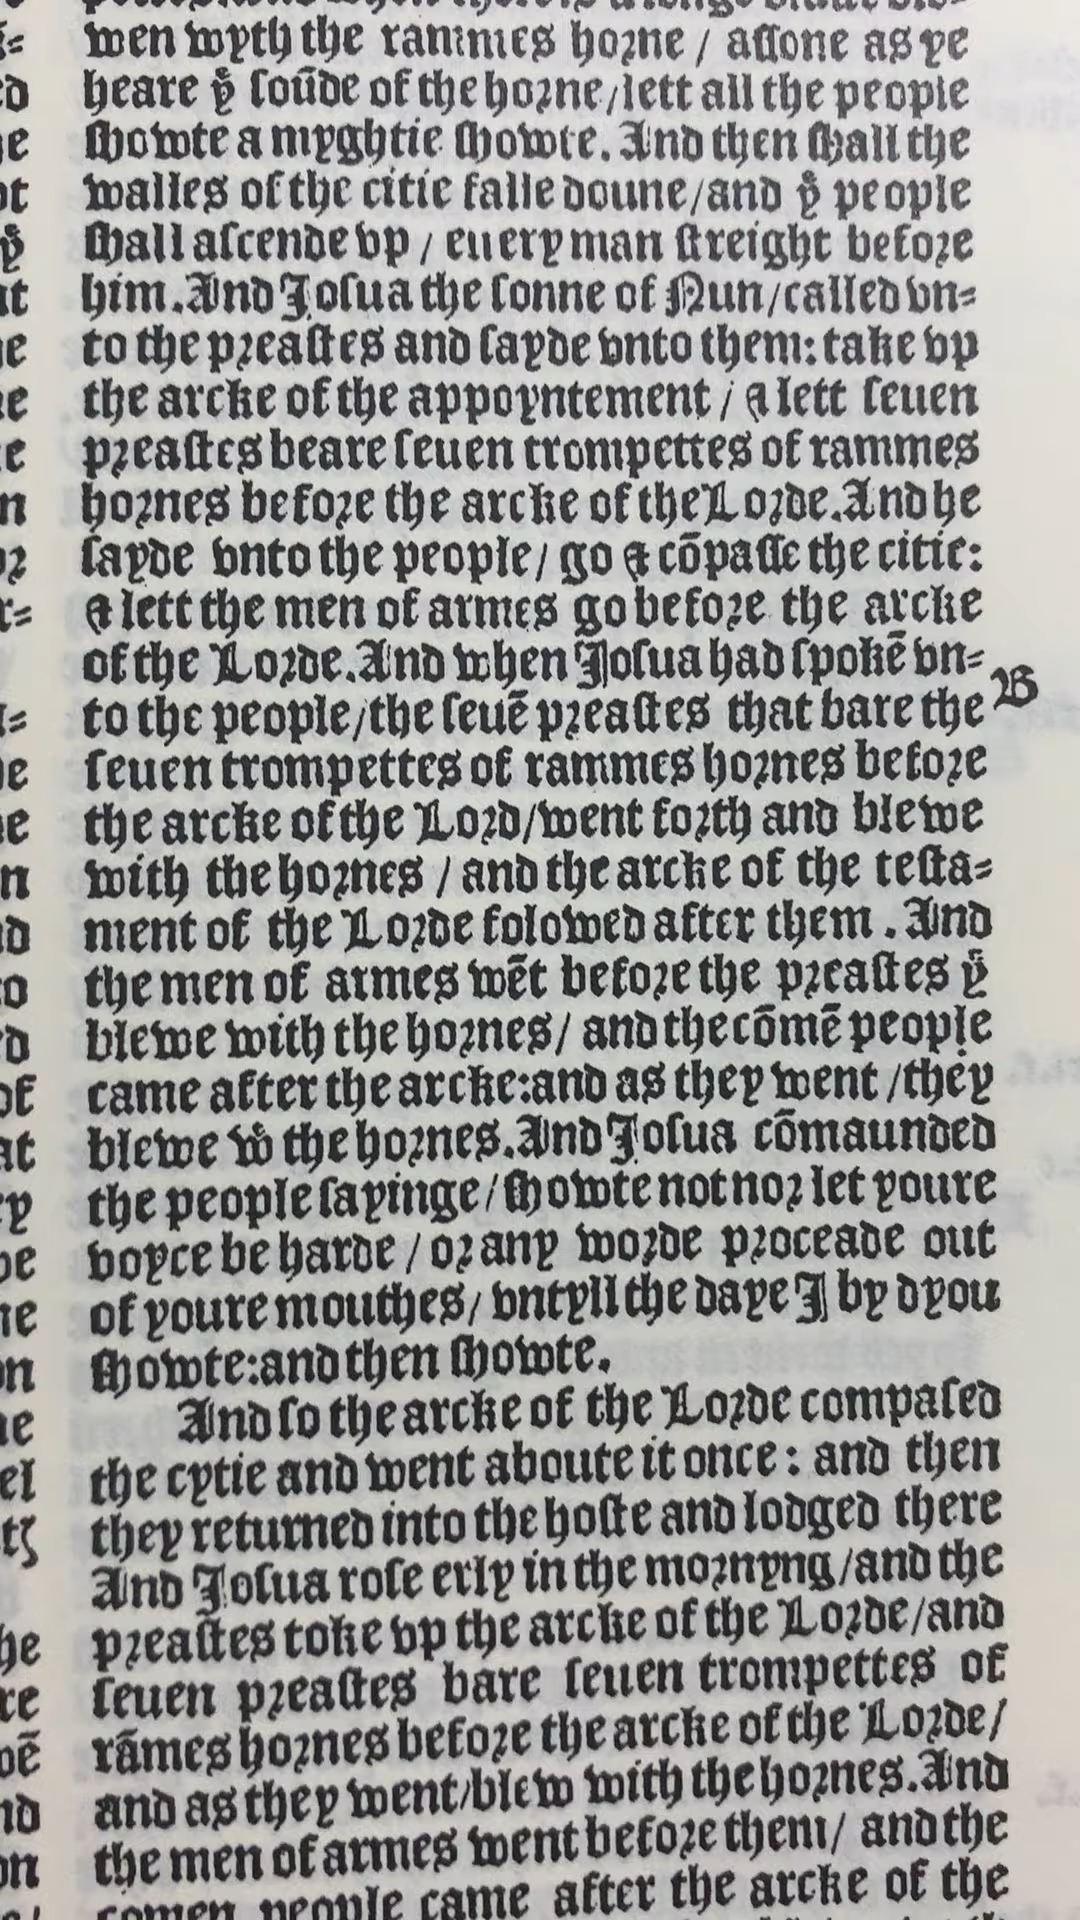 wen wyth the rammes horne / assone as ye
heare yͤ soūde of the horne / lett all the people
showte a myghtie showte. And then shall the
walles of the citie falle doune / and yͤ people
shall ascende vp / euery man streight before
him. And Josua the sonne of Nun / called vn=
to the preastes and sayde vnto them: take vp
the arcke of the appoyntement / & lett seuen
preastes beare seuen trompettes of rammes
hornes before the arcke of the Lorde. And he
sayde vnto the people / go & cōpasse the citie:
& lett the men of armes go before the arcke
of the Lorde. And when Josua had spokē vn=
B
to the people / the seuē preastes that bare the
seuen trompettes of rammes hornes before
the arcke of the Lord / went forth and blewe
with the hornes / and the arcke of the testa=
ment of the Lorde folowed after them. And
the men of armes wēt before the preastes yͭ
blewe with the hornes / and the cōmē people
came after the arcke: and as they went / they
blewe wͭ the hornes. And Josua cōmaunded
the people sayinge / showte not nor let youre
voyce be harde / or any worde proceade out
of youre mouthes / vntyll the daye I by dyou
showte: and then showte.
And so the arcke of the Lorde compased
the cytie and went aboute it once: and then
they returned into the hoste and lodged there
And Josua rose erly in the mornyng / and the
preastes toke vp the arcke of the Lorde / and
seuen preastes bare seuen trompettes of
rāmes hornes before the arcke of the Lorde /
and as they went / blew with the hornes. And
the men of armes went before them / and the
comen people came after the arcke of the